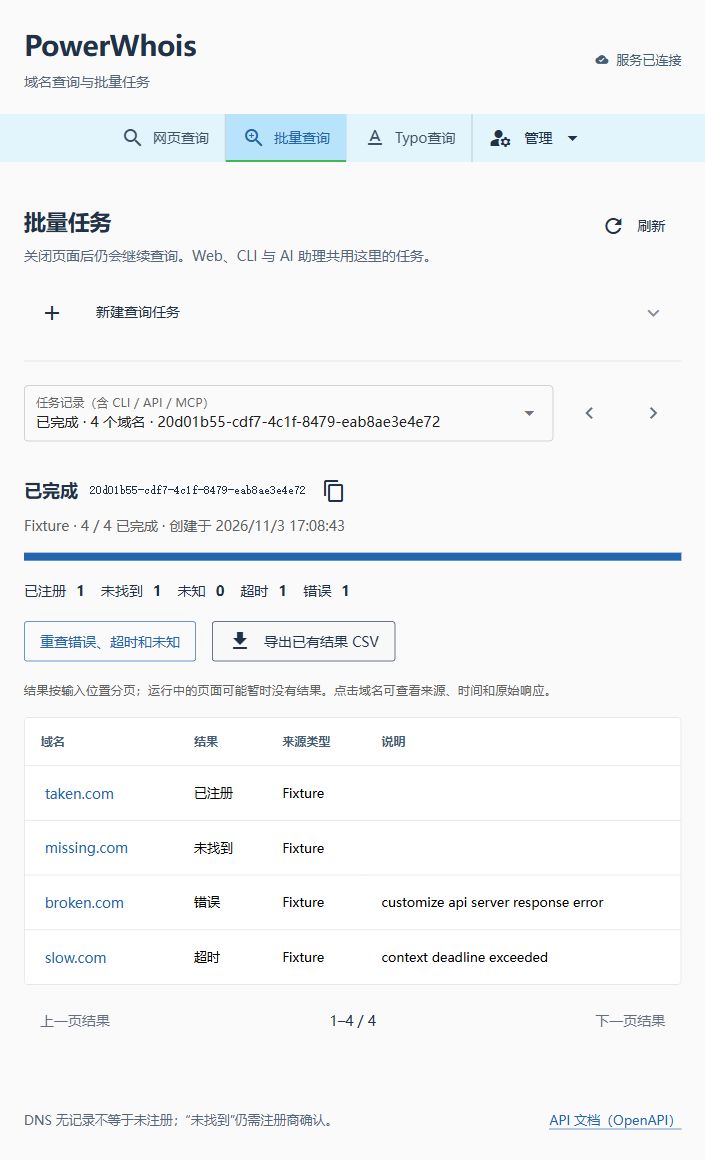 PowerWhois
域名查询与批量任务
服务已连接
网页查询 批量查询 Typo查询 管理
批量任务
刷新
关闭页面后仍会继续查询。Web、CLI 与 AI 助理共用这里的任务。
新建查询任务
任务记录（含 CLI / API / MCP）
已完成 · 4 个域名 · 20d01b55-cdf7-4c1f-8479-eab8ae3e4e72
已完成 20d01b55-cdf7-4c1f-8479-eab8ae3e4e72
Fixture · 4 / 4 已完成 · 创建于 2026/11/3 17:08:43
已注册 1 未找到 1 未知 0 超时 1 错误 1
重查错误、超时和未知 导出已有结果 CSV
结果按输入位置分页；运行中的页面可能暂时没有结果。点击域名可查看来源、时间和原始响应。
域名 结果 来源类型 说明
taken.com 已注册 Fixture
missing.com 未找到 Fixture
broken.com 错误 Fixture customize api server response error
slow.com 超时 Fixture context deadline exceeded
上一页结果 1–4 / 4 下一页结果
DNS 无记录不等于未注册；“未找到”仍需注册商确认。 API 文档（OpenAPI）